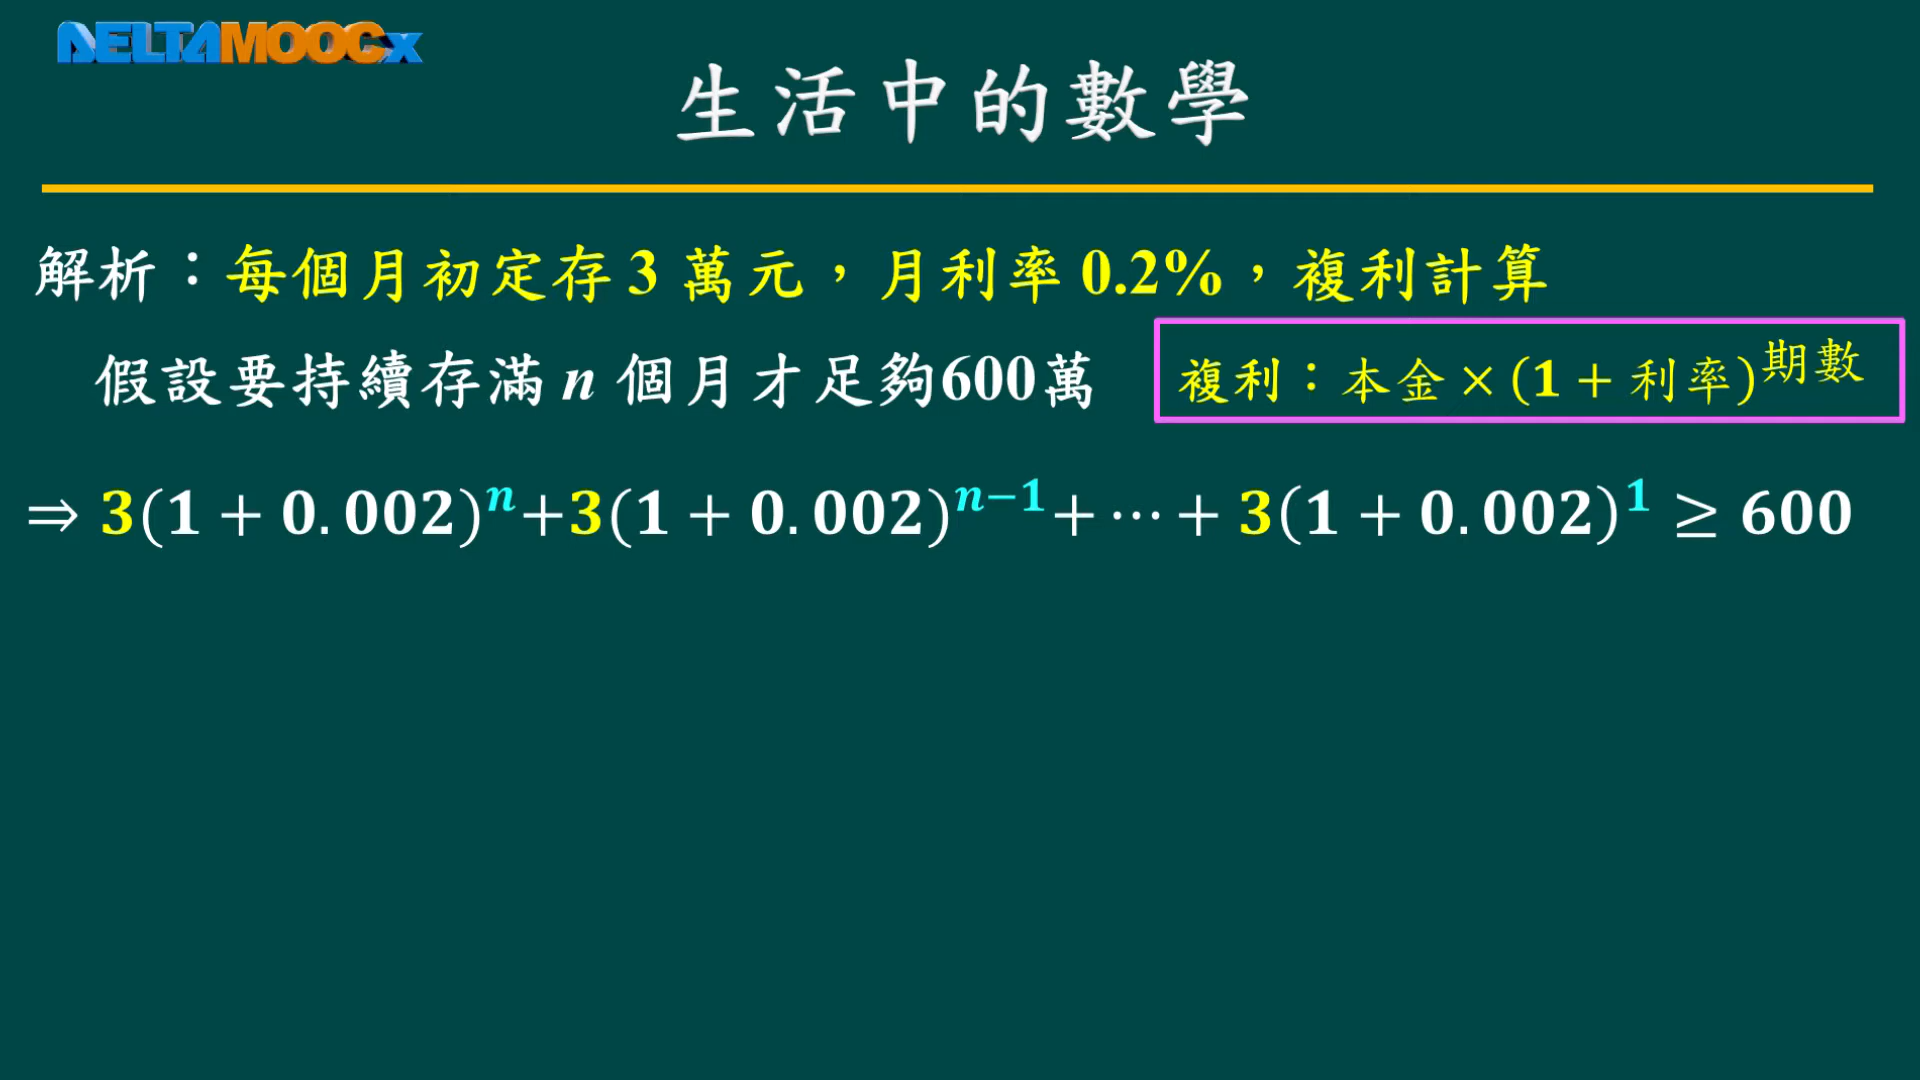 DELTAMOOCx
生活中的數學
解析：每個月初定存 3 萬元，月利率 0.2%，複利計算
假設要持續存滿 n 個月才足夠600萬
複利：本金×(1 + 利率)^期數
⇒ 3(1 + 0.002)^n+3(1 + 0.002)^{n−1}+ ⋯ + 3(1 + 0.002)^1 ≥ 600